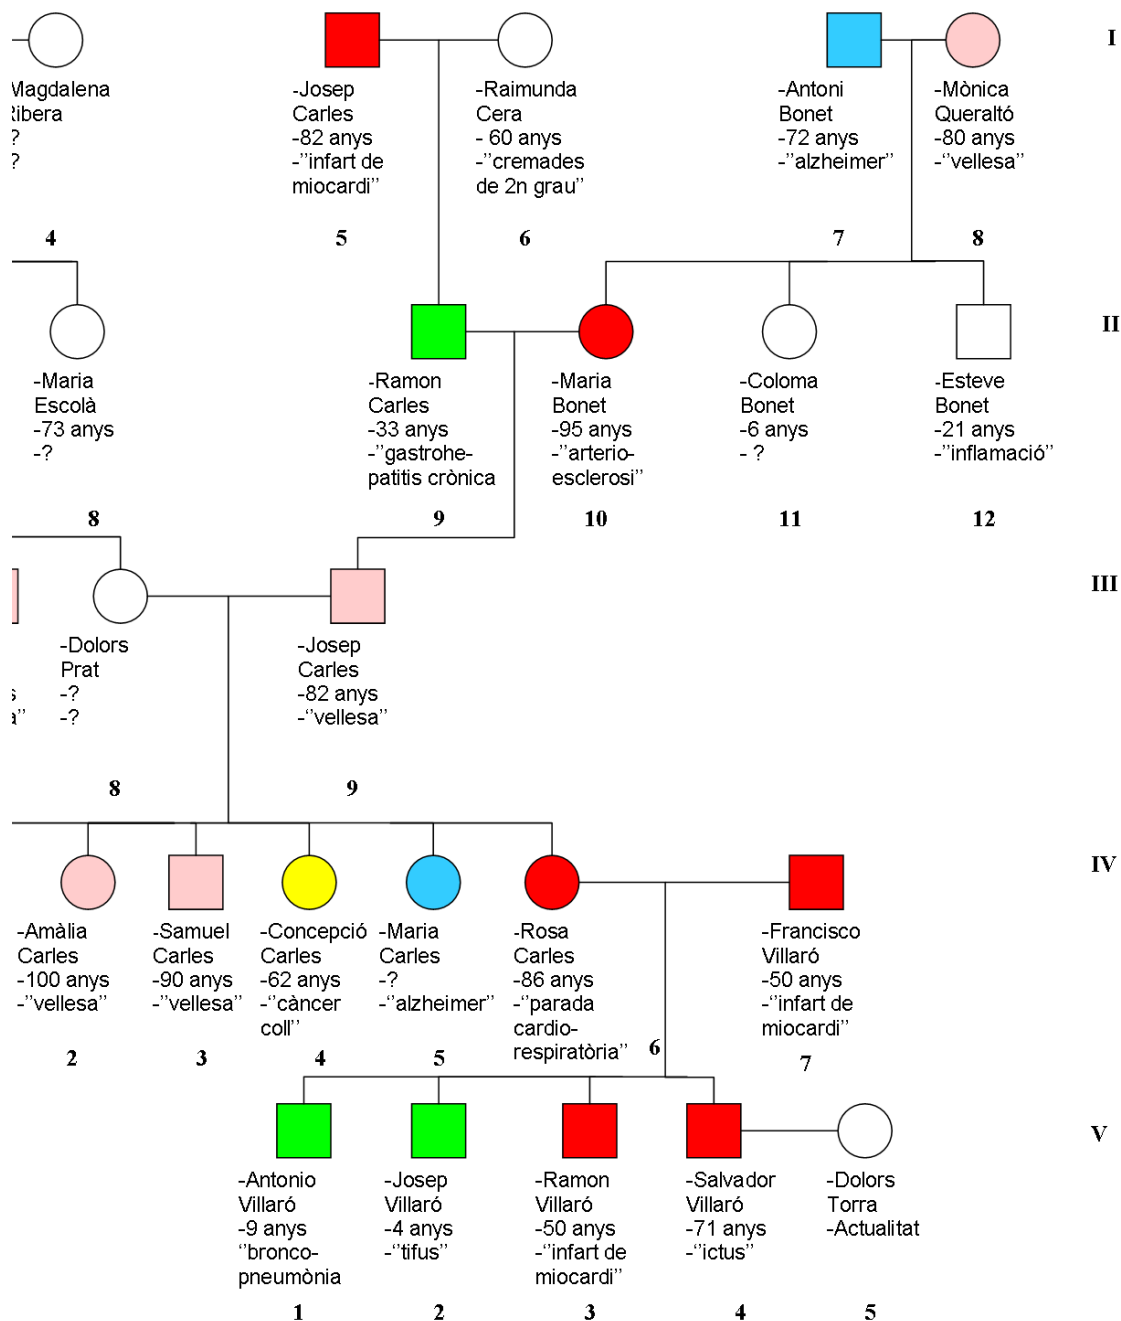 I
Magdalena
Ribera
?
?
4
-Josep
Carles
-82 anys
-"infart de
miocardi"
5
-Raimunda
Cera
- 60 anys
-"cremades
de 2n grau"
6
-Antoni
Bonet
-72 anys
-"alzheimer"
7
-Mònica
Queraltó
-80 anys
-"vellesa"
8
II
-Maria
Escolà
-73 anys
-?
8
-Ramon
Carles
-33 anys
-"gastrohe-
patitis crònica
9
-Maria
Bonet
-95 anys
-"arterio-
esclerosi"
10
-Coloma
Bonet
-6 anys
- ?
11
-Esteve
Bonet
-21 anys
-"inflamació"
12
III
s
a"
-Dolors
Prat
-?
-?
8
-Josep
Carles
-82 anys
-"vellesa"
9
IV
-Amàlia
Carles
-100 anys
-"vellesa"
2
-Samuel
Carles
-90 anys
-"vellesa"
3
-Concepció
Carles
-62 anys
-"càncer
coll"
4
-Maria
Carles
-?
-"alzheimer"
5
-Rosa
Carles
-86 anys
-"parada
cardio-
respiratòria"
6
-Francisco
Villaró
-50 anys
-"infart de
miocardi"
7
V
-Antonio
Villaró
-9 anys
"bronco-
pneumònia
1
-Josep
Villaró
-4 anys
-"tifus"
2
-Ramon
Villaró
-50 anys
-"infart de
miocardi"
3
-Salvador
Villaró
-71 anys
-"ictus"
4
-Dolors
Torra
-Actualitat
5